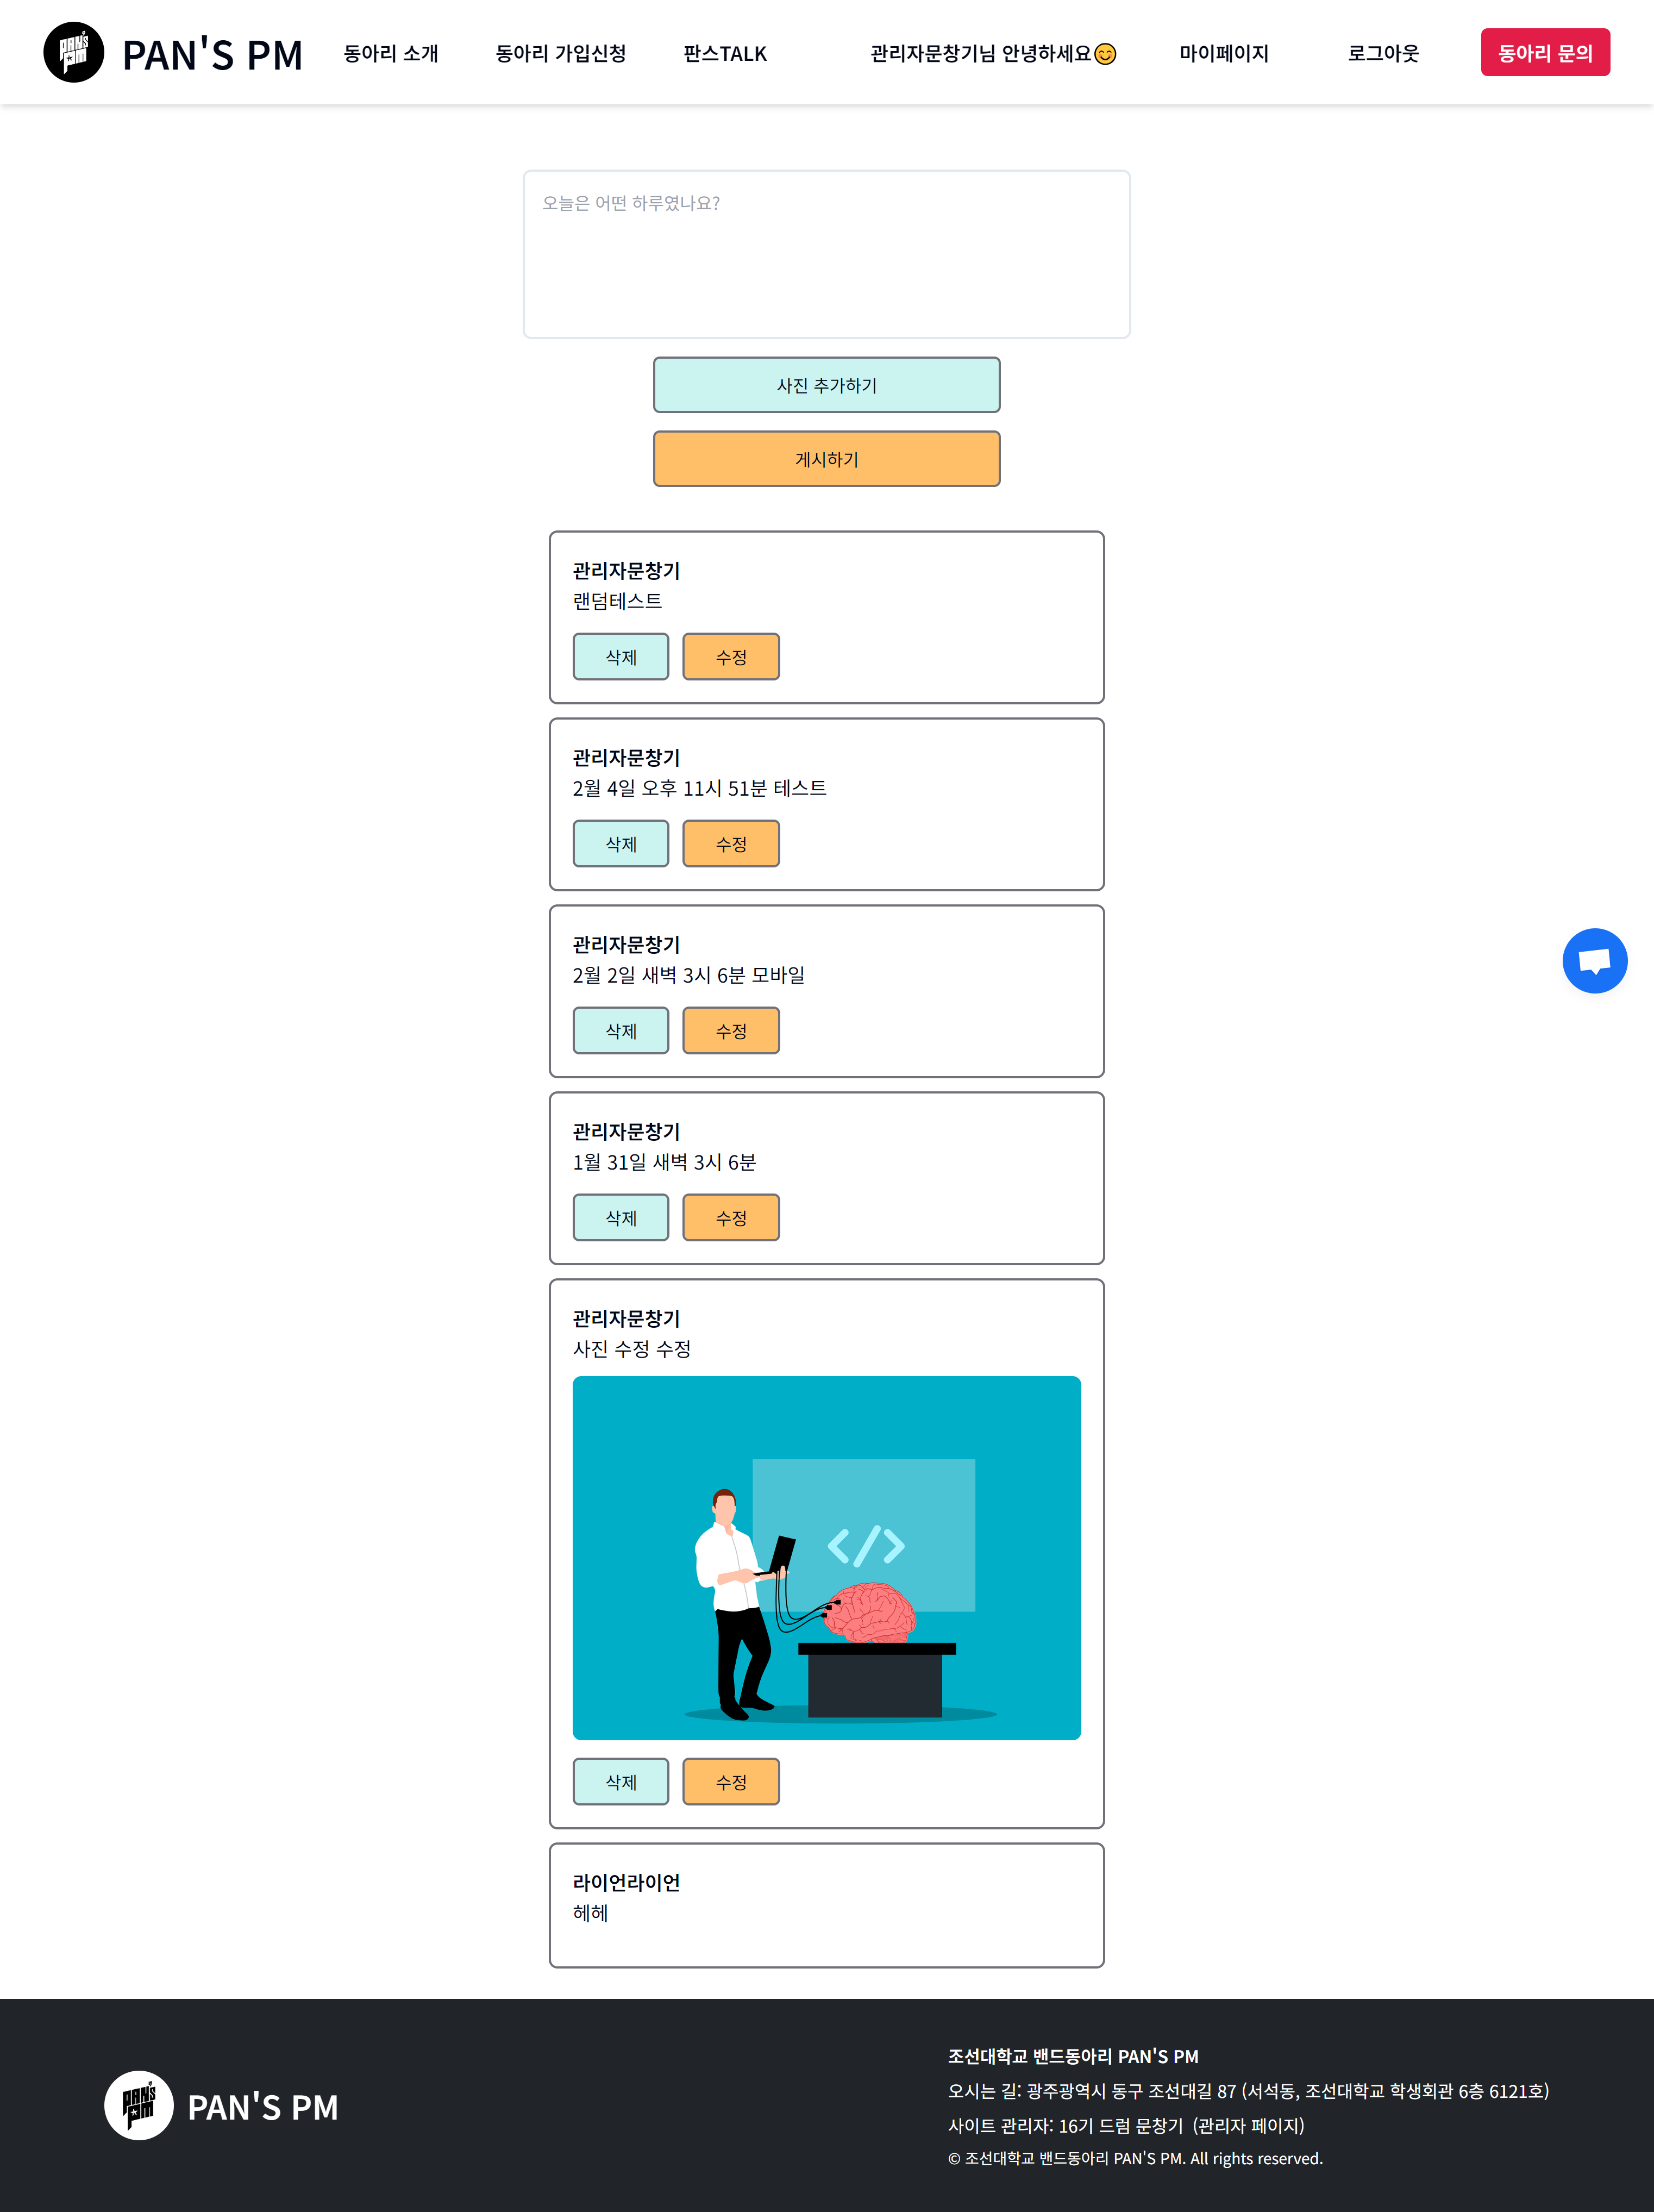 PAN'S PM
PAN'S PM
동아리 소개
동아리 가입신청
판스TALK
관리자문창기님 안녕하세요😊
마이페이지
로그아웃
동아리 문의
오늘은 어떤 하루였나요?
사진 추가하기
게시하기
관리자문창기
랜덤테스트
삭제 수정
관리자문창기
2월 4일 오후 11시 51분 테스트
삭제 수정
관리자문창기
2월 2일 새벽 3시 6분 모바일
삭제 수정
관리자문창기
1월 31일 새벽 3시 6분
삭제 수정
관리자문창기
사진 수정 수정
</>
삭제 수정
라이언라이언
헤헤
PAN'S PM
PAN'S PM
조선대학교 밴드동아리 PAN'S PM
오시는 길: 광주광역시 동구 조선대길 87 (서석동, 조선대학교 학생회관 6층 6121호)
사이트 관리자: 16기 드럼 문창기 (관리자 페이지)
© 조선대학교 밴드동아리 PAN'S PM. All rights reserved.